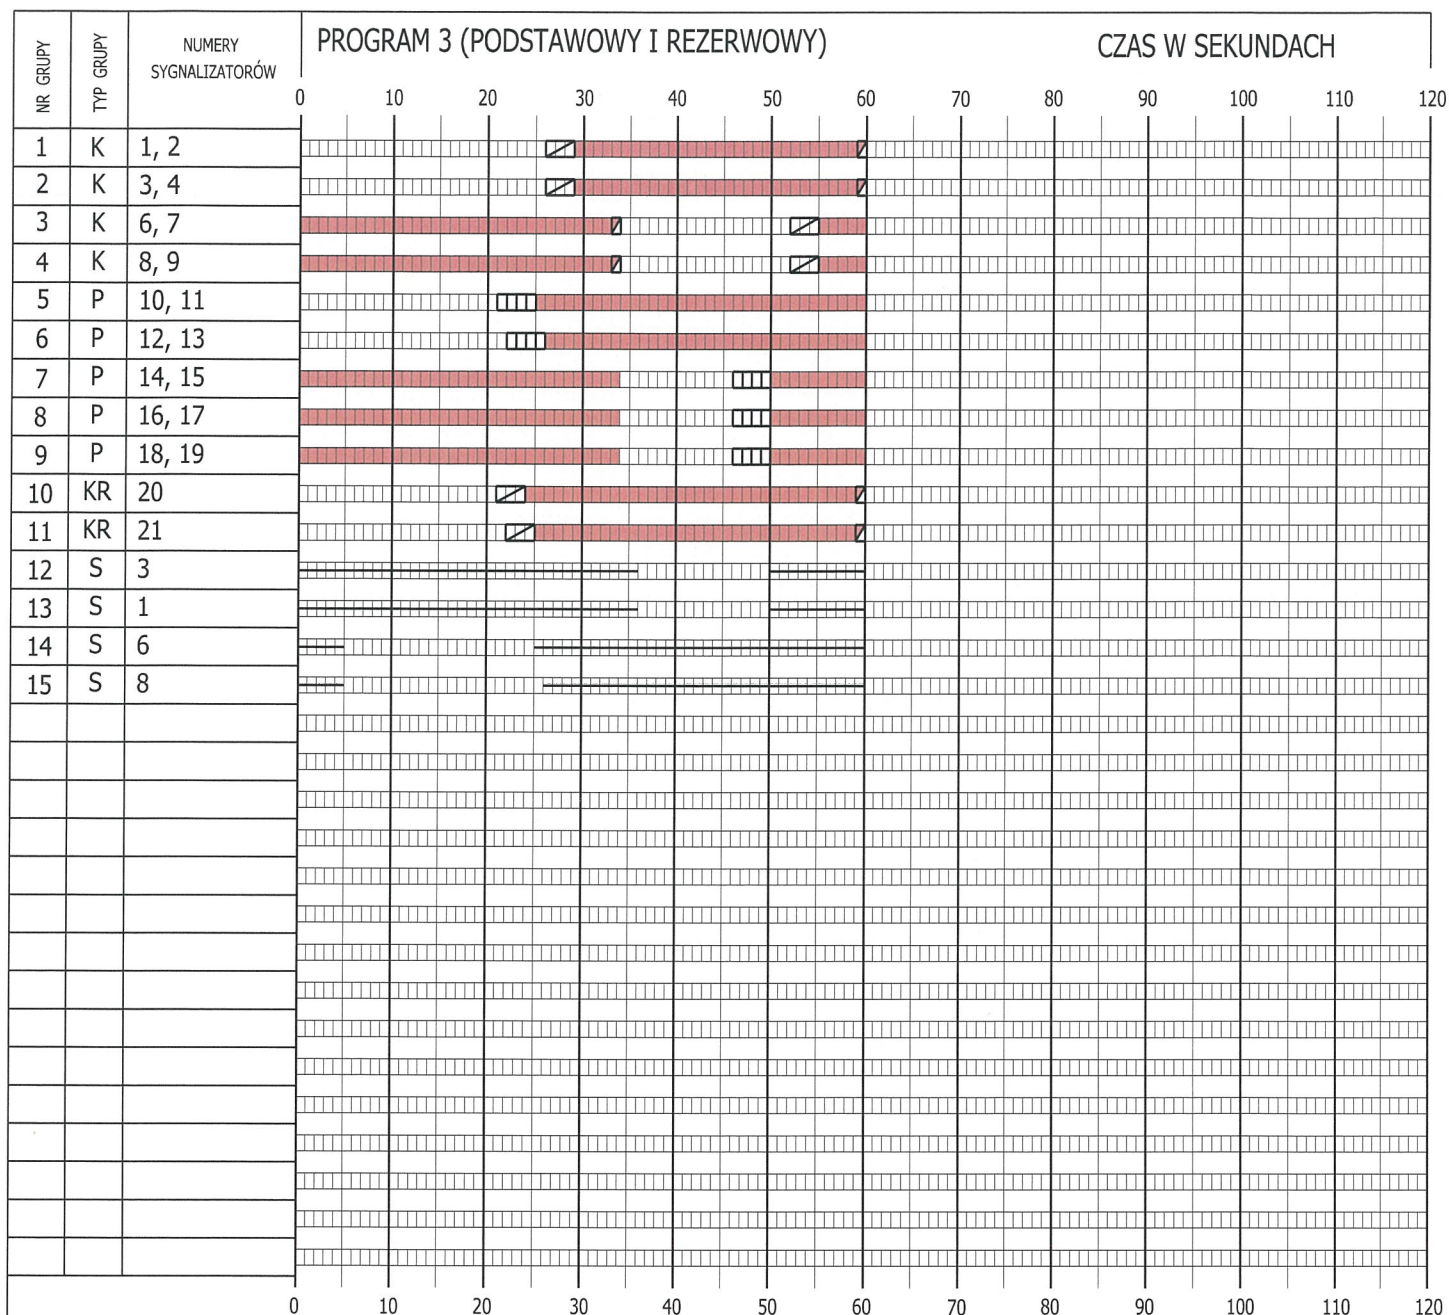 PROGRAM 3 (PODSTAWOWY I REZERWOWY) CZAS W SEKUNDACH
NR GRUPY TYP GRUPY NUMERY SYGNALIZATORÓW
0 10 20 30 40 50 60 70 80 90 100 110 120
1 K 1, 2
2 K 3, 4
3 K 6, 7
4 K 8, 9
5 P 10, 11
6 P 12, 13
7 P 14, 15
8 P 16, 17
9 P 18, 19
10 KR 20
11 KR 21
12 S 3
13 S 1
14 S 6
15 S 8
0 10 20 30 40 50 60 70 80 90 100 110 120